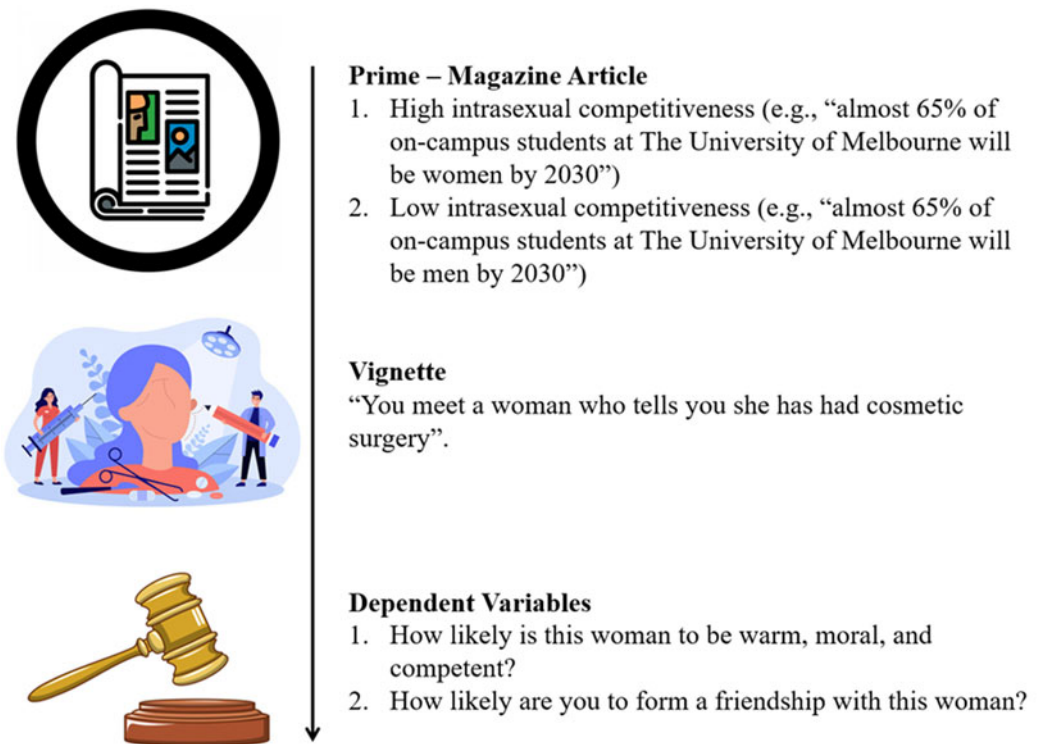 Prime – Magazine Article
1. High intrasexual competitiveness (e.g., “almost 65% of
on-campus students at The University of Melbourne will
be women by 2030”)
2. Low intrasexual competitiveness (e.g., “almost 65% of
on-campus students at The University of Melbourne will
be men by 2030”)
Vignette
“You meet a woman who tells you she has had cosmetic
surgery”.
Dependent Variables
1. How likely is this woman to be warm, moral, and
competent?
2. How likely are you to form a friendship with this woman?